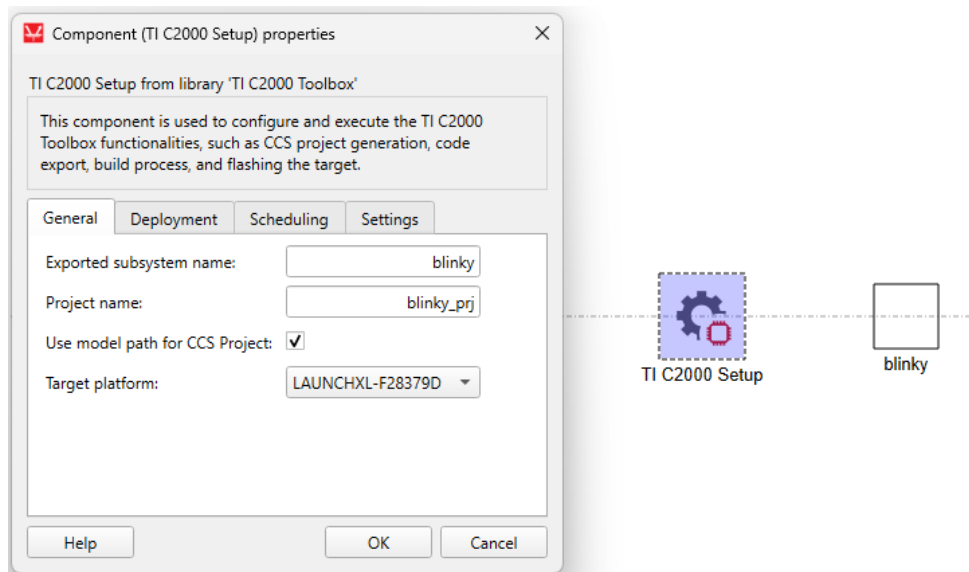 Component (TI C2000 Setup) properties
TI C2000 Setup from library 'TI C2000 Toolbox'
This component is used to configure and execute the TI C2000
Toolbox functionalities, such as CCS project generation, code
export, build process, and flashing the target.
General Deployment Scheduling Settings
Exported subsystem name: blinky
Project name: blinky_prj
Use model path for CCS Project:
Target platform: LAUNCHXL-F28379D
Help OK Cancel
TI C2000 Setup
blinky